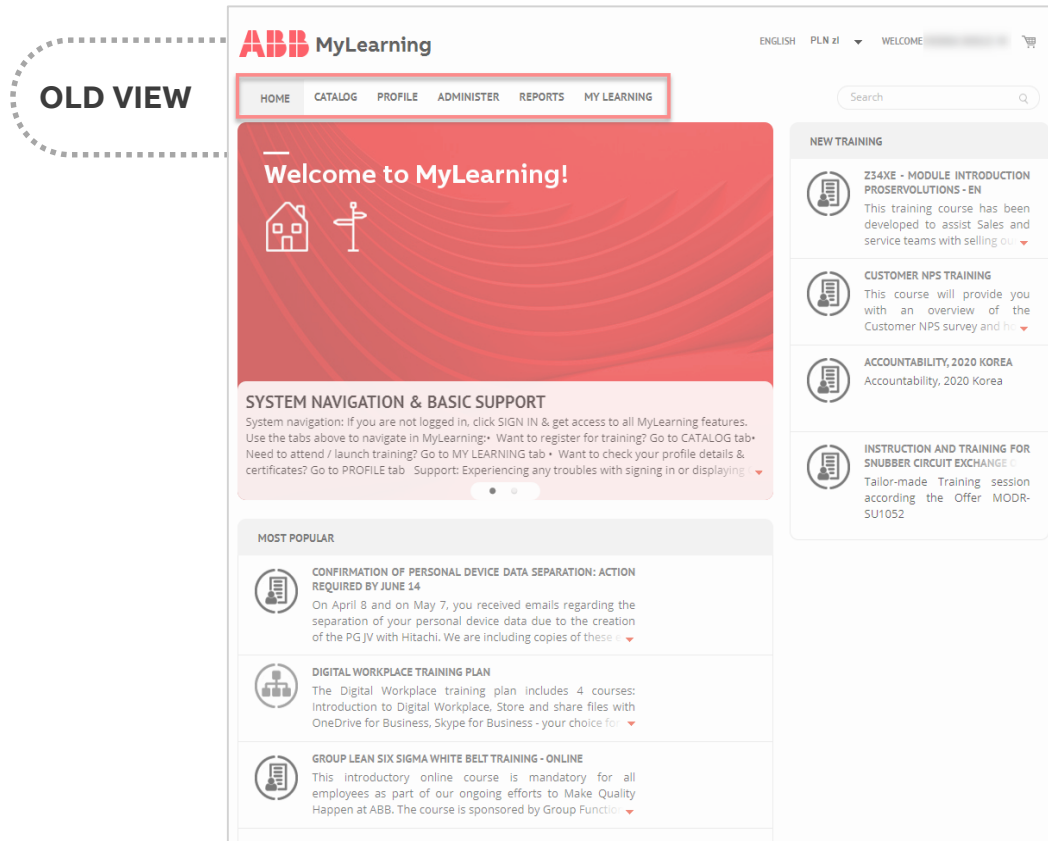 OLD VIEW
ABB MyLearning
ENGLISH PLN zl WELCOME
HOME CATALOG PROFILE ADMINISTER REPORTS MY LEARNING
Search
Welcome to MyLearning!
SYSTEM NAVIGATION & BASIC SUPPORT
System navigation: If you are not logged in, click SIGN IN & get access to all MyLearning features.
Use the tabs above to navigate in MyLearning:• Want to register for training? Go to CATALOG tab•
Need to attend / launch training? Go to MY LEARNING tab • Want to check your profile details &
certificates? Go to PROFILE tab Support: Experiencing any troubles with signing in or displaying
MOST POPULAR
CONFIRMATION OF PERSONAL DEVICE DATA SEPARATION: ACTION
REQUIRED BY JUNE 14
On April 8 and on May 7, you received emails regarding the
separation of your personal device data due to the creation
of the PG JV with Hitachi. We are including copies of these
DIGITAL WORKPLACE TRAINING PLAN
The Digital Workplace training plan includes 4 courses:
Introduction to Digital Workplace, Store and share files with
OneDrive for Business, Skype for Business - your choice for
GROUP LEAN SIX SIGMA WHITE BELT TRAINING - ONLINE
This introductory online course is mandatory for all
employees as part of our ongoing efforts to Make Quality
Happen at ABB. The course is sponsored by Group Function
NEW TRAINING
Z34XE - MODULE INTRODUCTION
PROSERVOLUTIONS - EN
This training course has been
developed to assist Sales and
service teams with selling our
CUSTOMER NPS TRAINING
This course will provide you
with an overview of the
Customer NPS survey and
ACCOUNTABILITY, 2020 KOREA
Accountability, 2020 Korea
INSTRUCTION AND TRAINING FOR
SNUBBER CIRCUIT EXCHANGE
Tailor-made Training session
according the Offer MODR-
SU1052